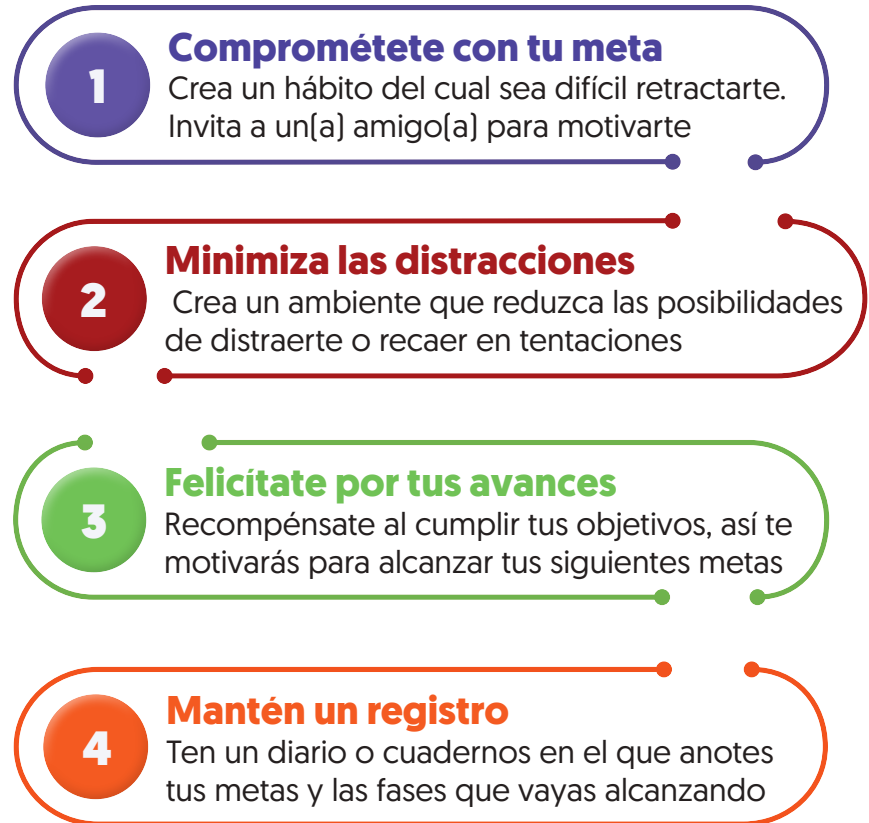 1
Comprométete con tu meta
Crea un hábito del cual sea difícil retractarte.
Invita a un(a) amigo(a) para motivarte
2
Minimiza las distracciones
Crea un ambiente que reduzca las posibilidades
de distraerte o recaer en tentaciones
3
Felicítate por tus avances
Recompénsate al cumplir tus objetivos, así te
motivarás para alcanzar tus siguientes metas
4
Mantén un registro
Ten un diario o cuadernos en el que anotes
tus metas y las fases que vayas alcanzando